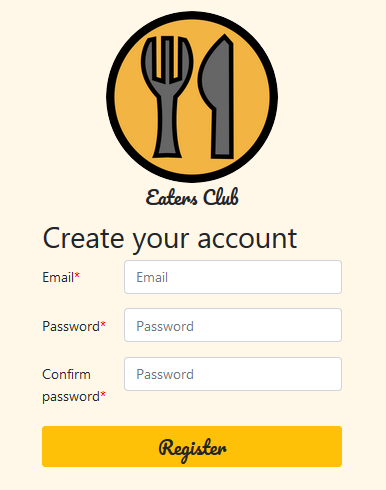 Eaters Club
Create your account
Email*
Email
Password*
Password
Confirm
password*
Password
Register